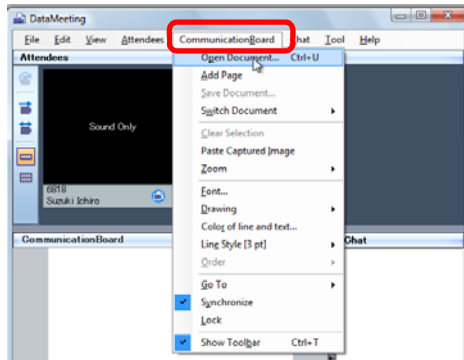 DataMeeting
File Edit View Attendees CommunicationBoard Chat Tool Help
Attendees
Open Document... Ctrl+U
Add Page
Save Document...
Switch Document
Clear Selection
Paste Captured Image
Zoom
Font...
Drawing
Color of line and text...
Line Style [3 pt]
Order
Go To
Synchronize
Lock
Show Toolbar Ctrl+T
Sound Only
6818
Suzuki Ichiro
CommunicationBoard
Chat